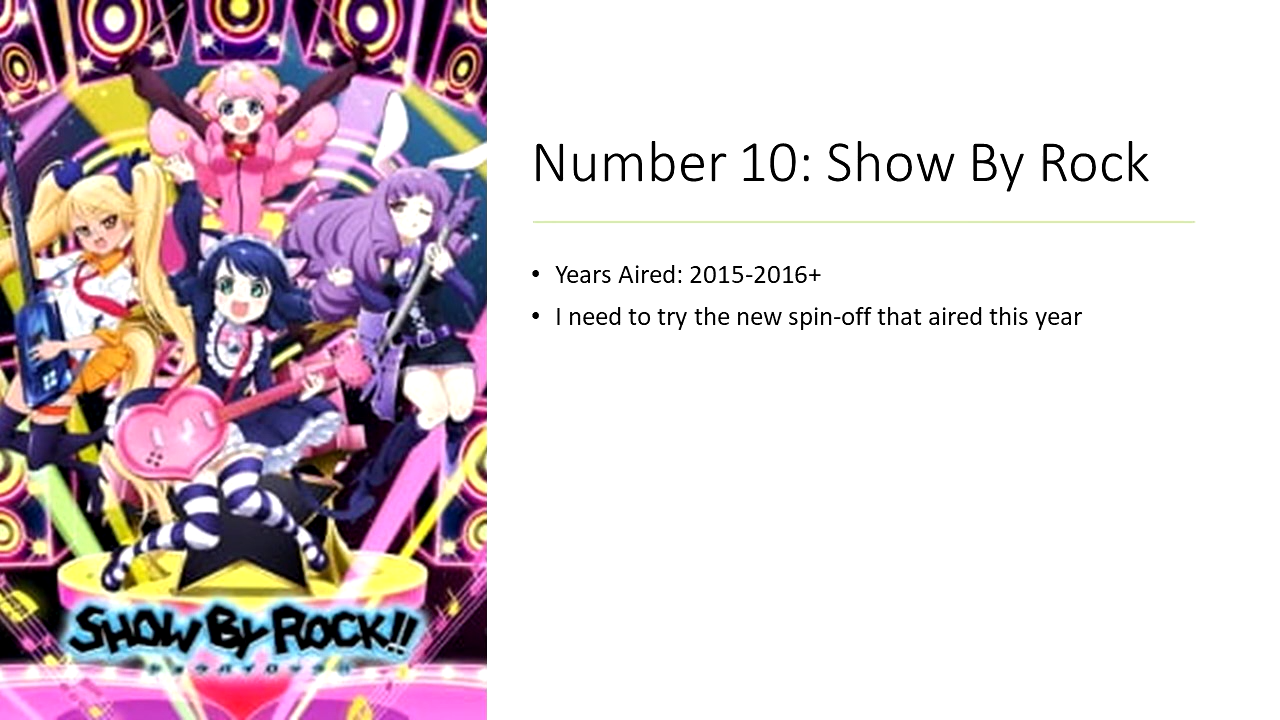 Number 10: Show By Rock
• Years Aired: 2015-2016+
• I need to try the new spin-off that aired this year
SHOW BY ROCK!!